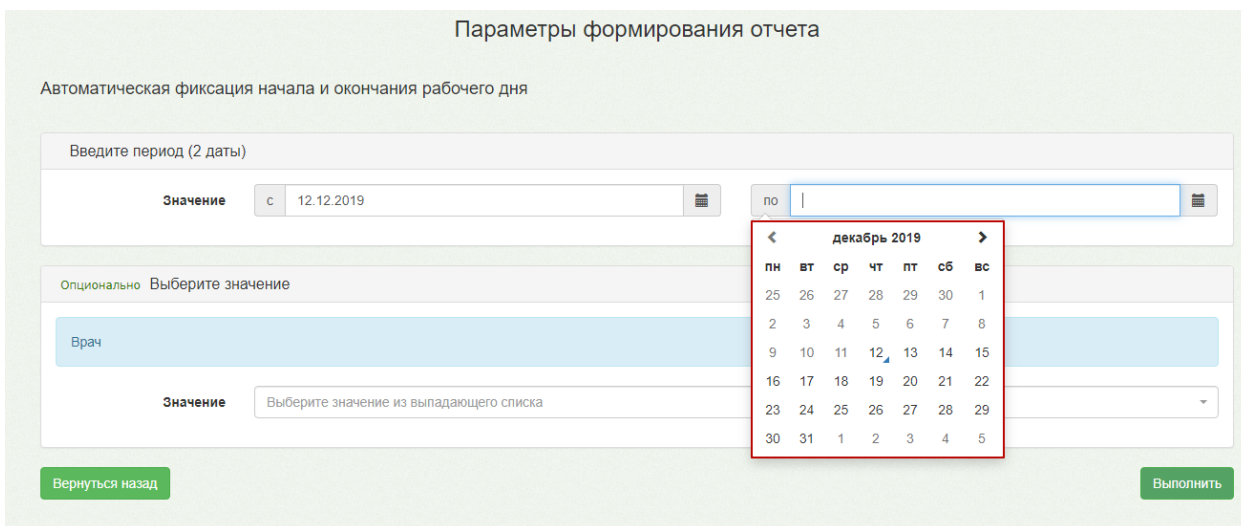 Параметры формирования отчета
Автоматическая фиксация начала и окончания рабочего дня
Введите период (2 даты)
Значение с 12.12.2019 по
декабрь 2019
пн вт ср чт пт сб вс
25 26 27 28 29 30 1
2 3 4 5 6 7 8
9 10 11 12 13 14 15
16 17 18 19 20 21 22
23 24 25 26 27 28 29
30 31 1 2 3 4 5
Опционально Выберите значение
Врач
Значение Выберите значение из выпадающего списка
Вернуться назад Выполнить